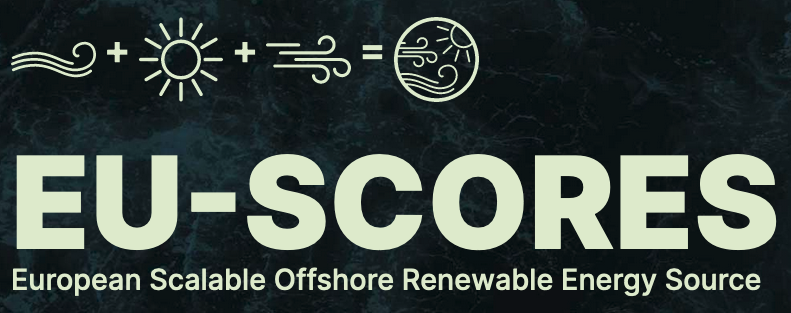 + + =
EU-SCORES
European Scalable Offshore Renewable Energy Source